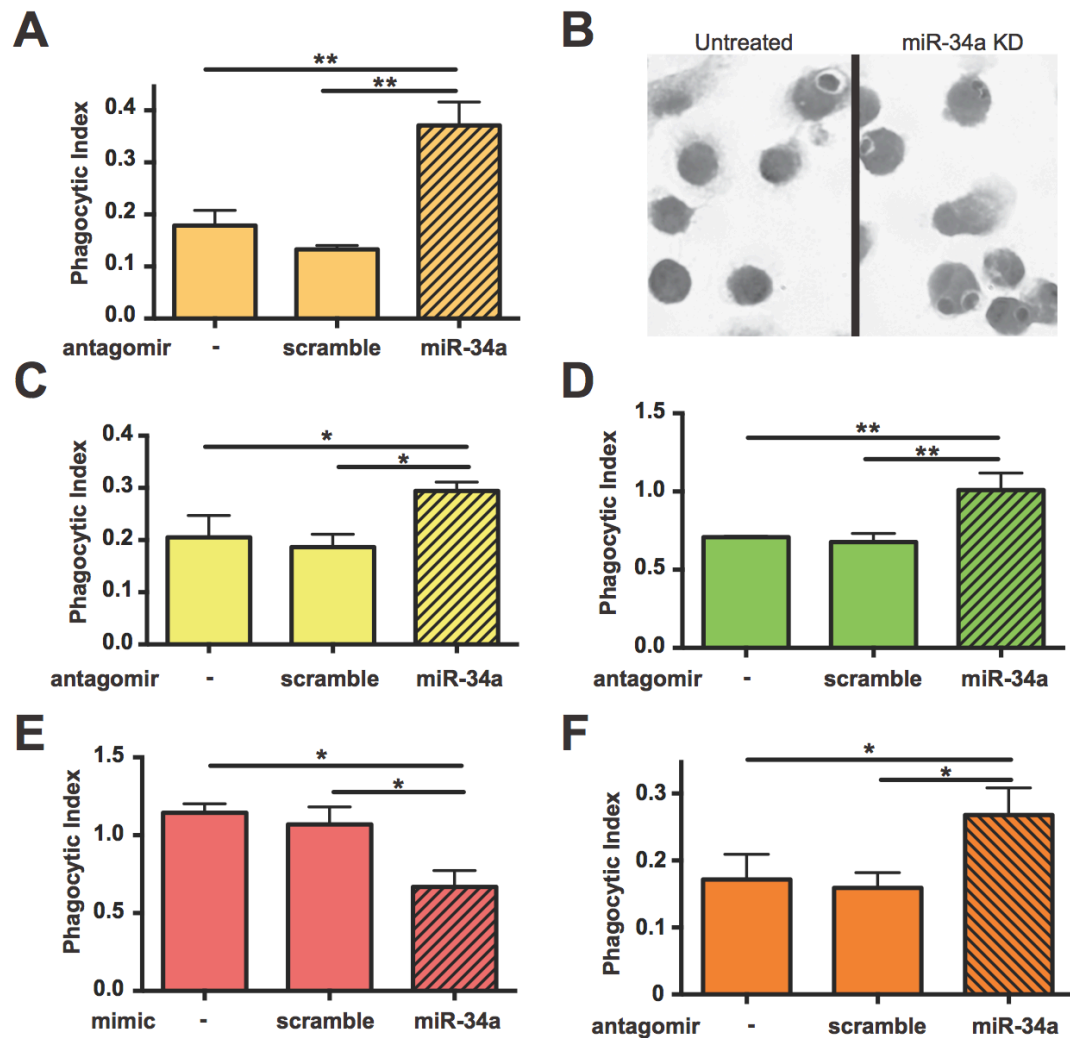 A
**
**
Phagocytic Index
0.4
0.3
0.2
0.1
0.0
antagomir - scramble miR-34a
B
Untreated miR-34a KD
C
*
*
Phagocytic Index
0.4
0.3
0.2
0.1
0.0
antagomir - scramble miR-34a
D
**
**
Phagocytic Index
1.5
1.0
0.5
0.0
antagomir - scramble miR-34a
E
*
*
Phagocytic Index
1.5
1.0
0.5
0.0
mimic - scramble miR-34a
F
*
*
Phagocytic Index
0.3
0.2
0.1
0
antagomir - scramble miR-34a